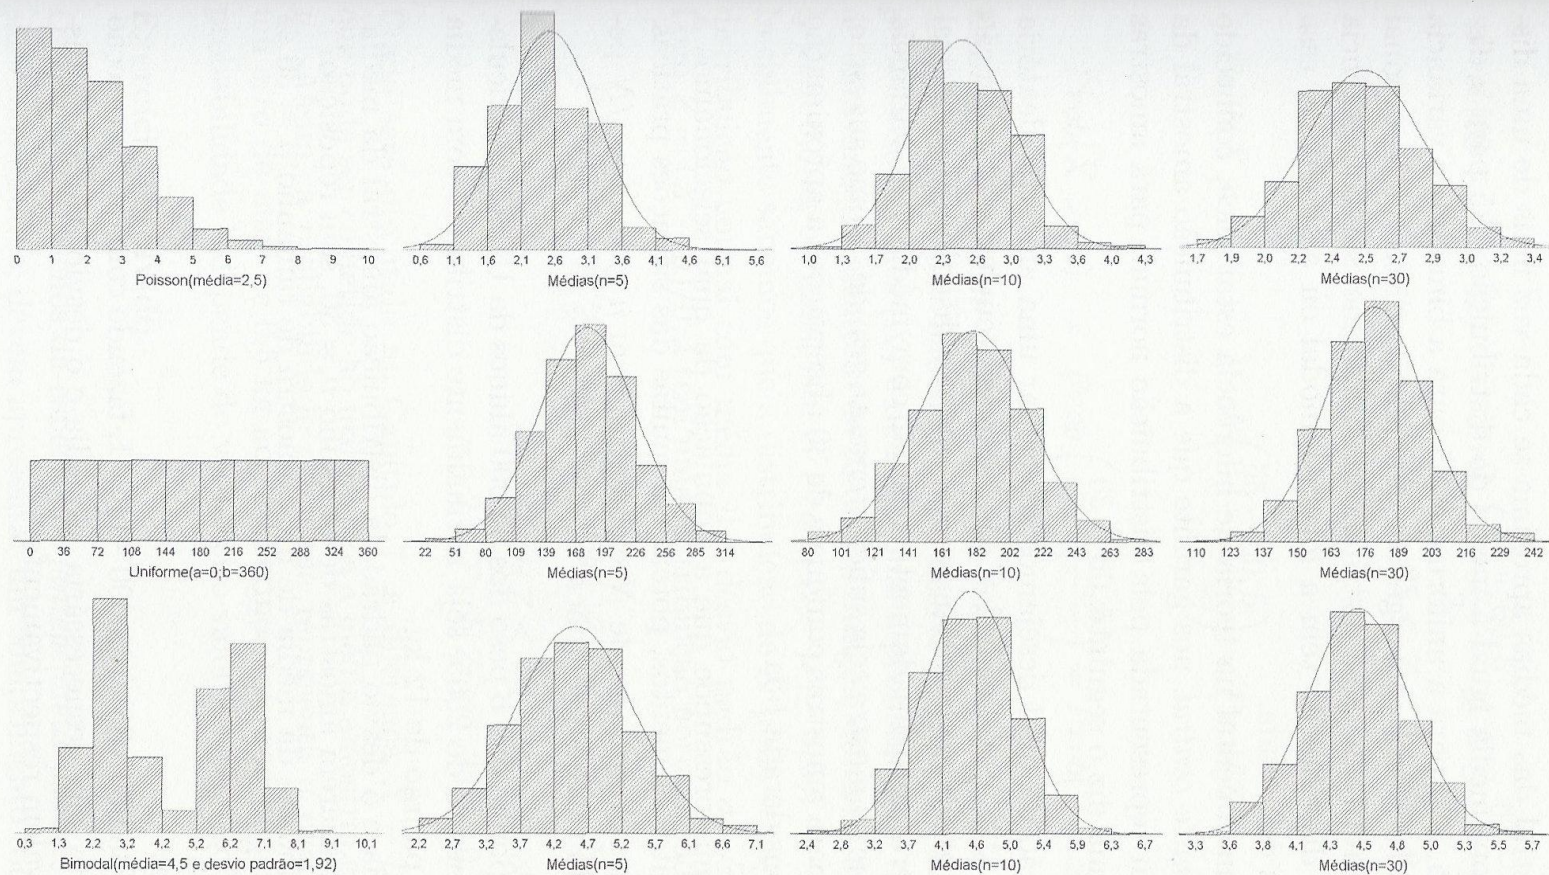 0 1 2 3 4 5 6 7 8 9 10
Poisson(média=2,5)
0,6 1,1 1,6 2,1 2,6 3,1 3,6 4,1 4,6 5,1 5,6
Médias(n=5)
1,0 1,3 1,7 2,0 2,3 2,6 3,0 3,3 3,6 4,0 4,3
Médias(n=10)
1,7 1,9 2,0 2,2 2,4 2,5 2,7 2,9 3,0 3,2 3,4
Médias(n=30)
0 36 72 108 144 180 216 252 288 324 360
Uniforme(a=0;b=360)
22 51 80 109 139 168 197 226 256 285 314
Médias(n=5)
80 101 121 141 161 182 202 222 243 263 283
Médias(n=10)
110 123 137 150 163 176 189 203 216 229 242
Médias(n=30)
0,3 1,3 2,2 3,2 4,2 5,2 6,2 7,1 8,1 9,1 10,1
Bimodal(média=4,5 e desvio padrão=1,92)
2,2 2,7 3,2 3,7 4,2 4,7 5,2 5,7 6,1 6,6 7,1
Médias(n=5)
2,4 2,8 3,2 3,7 4,1 4,6 5,0 5,4 5,9 6,3 6,7
Médias(n=10)
3,3 3,6 3,8 4,1 4,3 4,5 4,8 5,0 5,3 5,5 5,7
Médias(n=30)